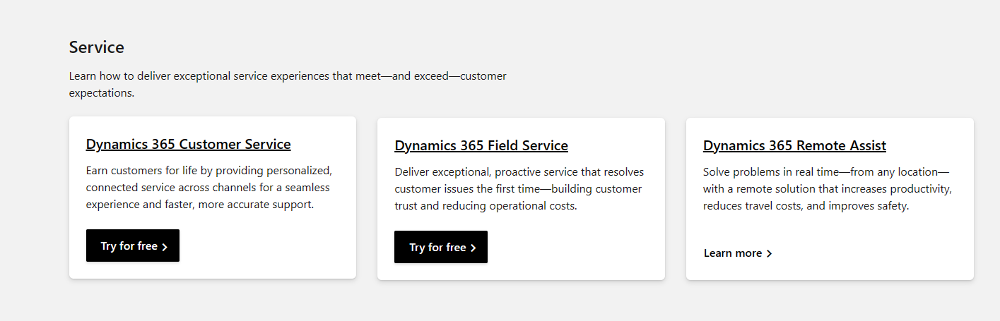 Service
Learn how to deliver exceptional service experiences that meet—and exceed—customer
expectations.
Dynamics 365 Customer Service
Earn customers for life by providing personalized,
connected service across channels for a seamless
experience and faster, more accurate support.
Try for free
Dynamics 365 Field Service
Deliver exceptional, proactive service that resolves
customer issues the first time—building customer
trust and reducing operational costs.
Try for free
Dynamics 365 Remote Assist
Solve problems in real time—from any location—
with a remote solution that increases productivity,
reduces travel costs, and improves safety.
Learn more